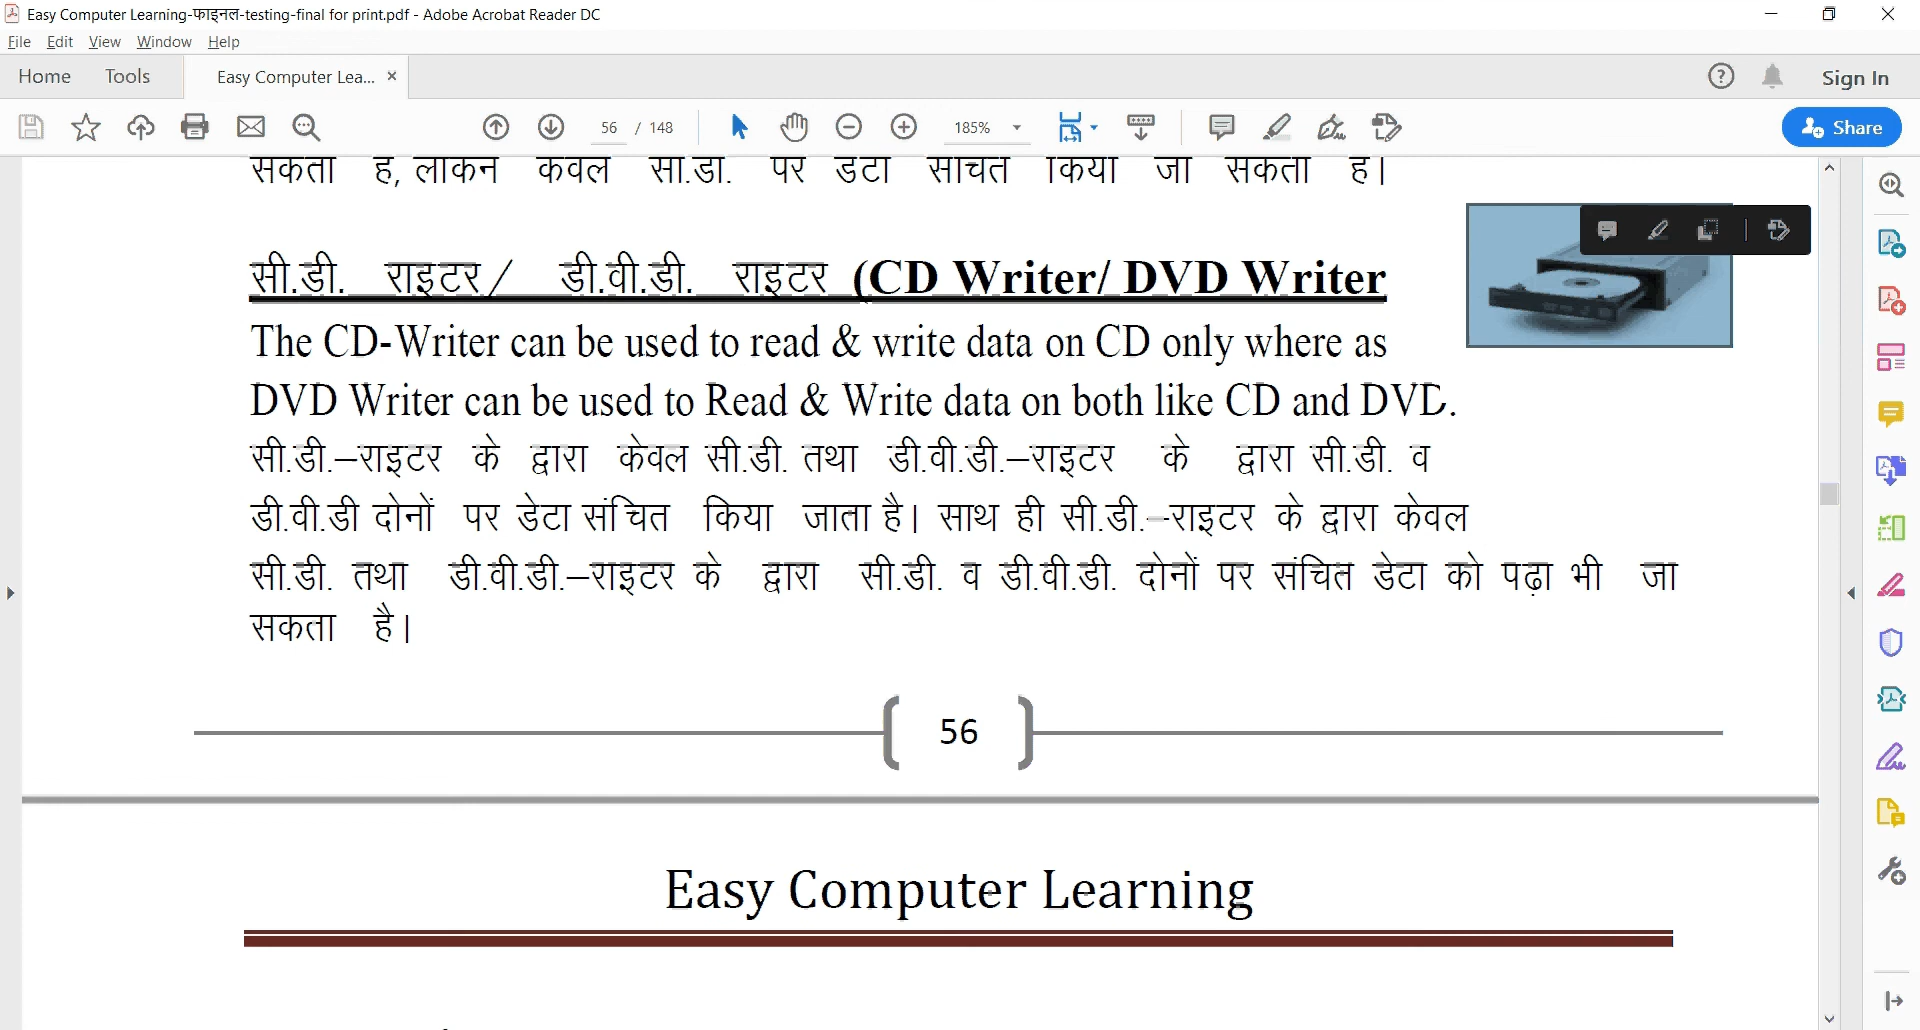 Easy Computer Learning-फाइनल-testing-final for print.pdf - Adobe Acrobat Reader DC
File Edit View Window Help
Home Tools Easy Computer Lea... × Sign In
56 / 148 185% Share
सी.डी. राइटर/ डी.वी.डी. राइटर (CD Writer/ DVD Writer
The CD-Writer can be used to read & write data on CD only where as
DVD Writer can be used to Read & Write data on both like CD and DVD.
सी.डी.–राइटर के द्वारा केवल सी.डी. तथा डी.वी.डी.–राइटर के द्वारा सी.डी. व
डी.वी.डी दोनों पर डेटा संचित किया जाता है। साथ ही सी.डी.–राइटर के द्वारा केवल
सी.डी. तथा डी.वी.डी.–राइटर के द्वारा सी.डी. व डी.वी.डी. दोनों पर संचित डेटा को पढ़ा भी जा
सकता है।
56
Easy Computer Learning